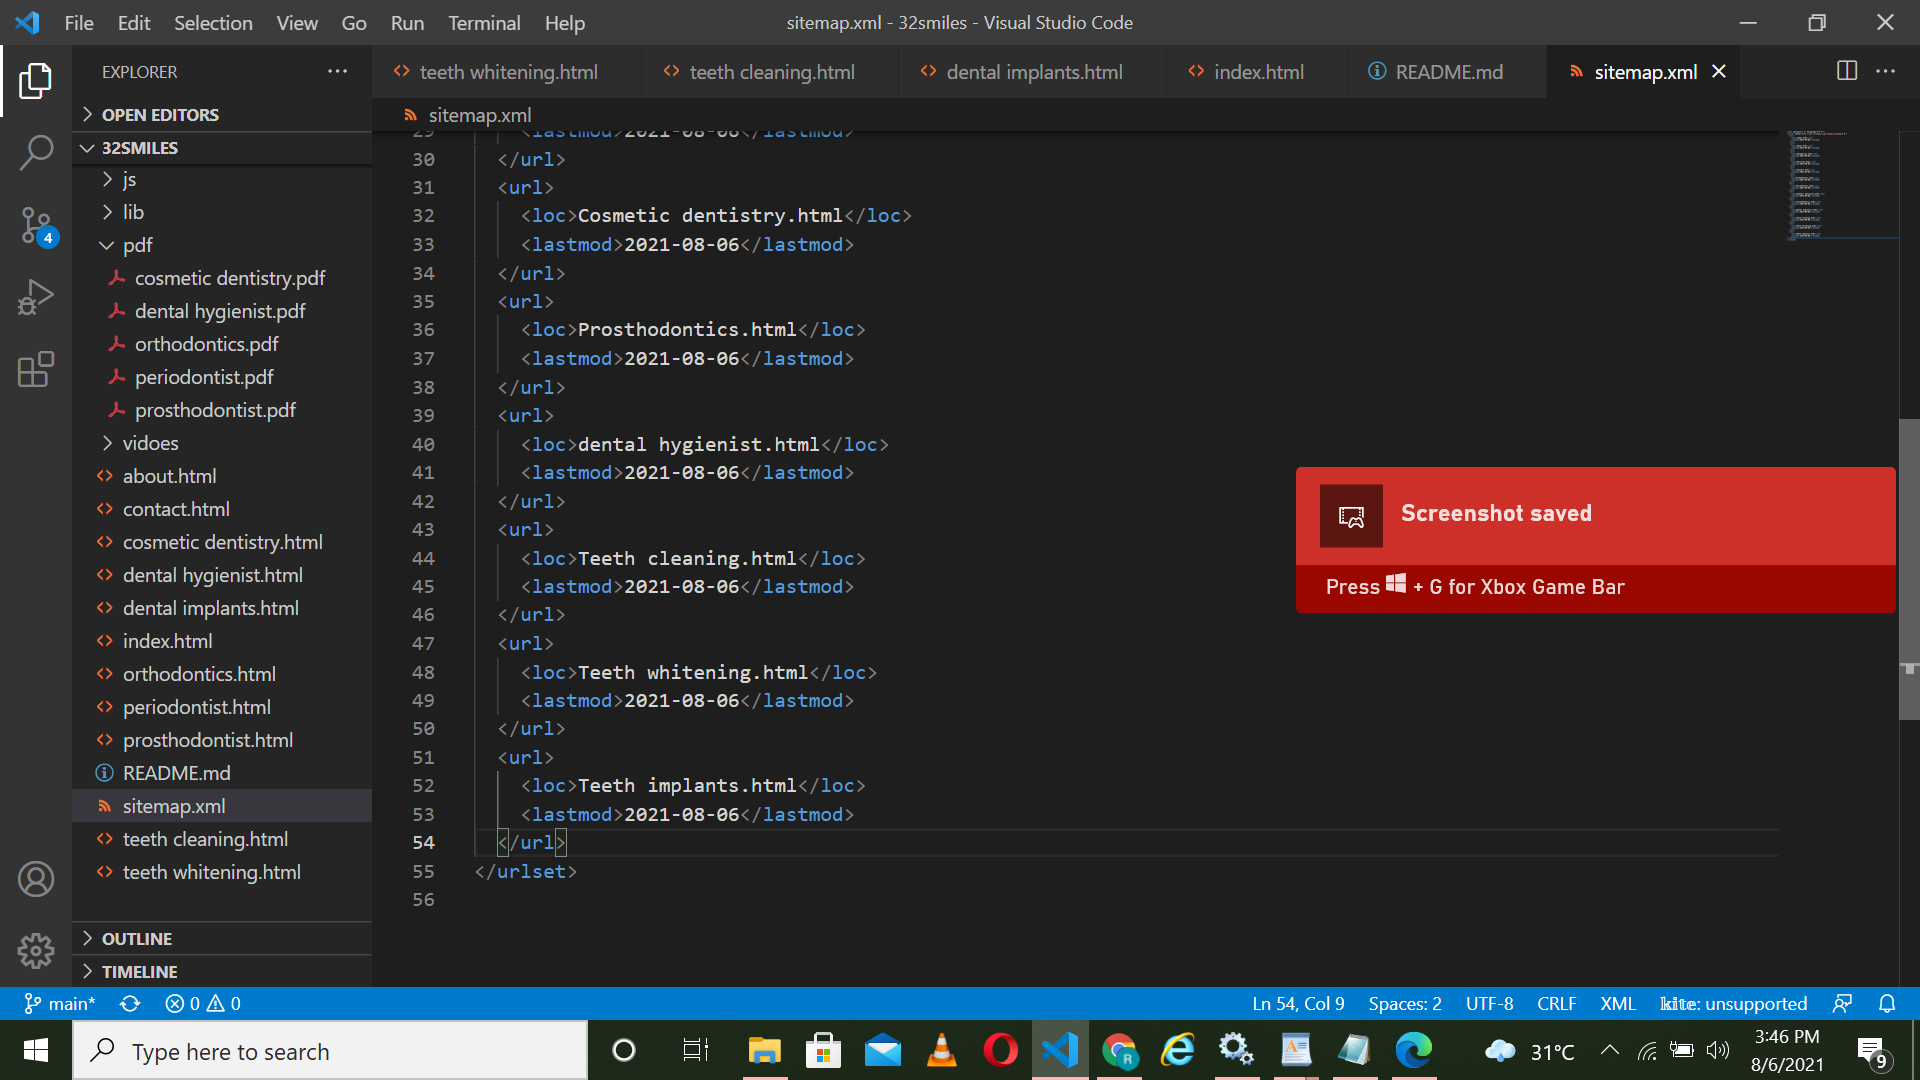 File Edit Selection View Go Run Terminal Help
sitemap.xml - 32smiles - Visual Studio Code
EXPLORER
OPEN EDITORS
32SMILES
js
lib
pdf
cosmetic dentistry.pdf
dental hygienist.pdf
orthodontics.pdf
periodontist.pdf
prosthodontist.pdf
vidoes
about.html
contact.html
cosmetic dentistry.html
dental hygienist.html
dental implants.html
index.html
orthodontics.html
periodontist.html
prosthodontist.html
README.md
sitemap.xml
teeth cleaning.html
teeth whitening.html
OUTLINE
TIMELINE
4
teeth whitening.html teeth cleaning.html dental implants.html index.html README.md sitemap.xml
sitemap.xml
29 <lastmod>2021-08-06</lastmod>
30 </url>
31 <url>
32 <loc>Cosmetic dentistry.html</loc>
33 <lastmod>2021-08-06</lastmod>
34 </url>
35 <url>
36 <loc>Prosthodontics.html</loc>
37 <lastmod>2021-08-06</lastmod>
38 </url>
39 <url>
40 <loc>dental hygienist.html</loc>
41 <lastmod>2021-08-06</lastmod>
42 </url>
43 <url>
44 <loc>Teeth cleaning.html</loc>
45 <lastmod>2021-08-06</lastmod>
46 </url>
47 <url>
48 <loc>Teeth whitening.html</loc>
49 <lastmod>2021-08-06</lastmod>
50 </url>
51 <url>
52 <loc>Teeth implants.html</loc>
53 <lastmod>2021-08-06</lastmod>
54 </url>
55 </urlset>
56
Screenshot saved
Press + G for Xbox Game Bar
main* 0 0 Ln 54, Col 9 Spaces: 2 UTF-8 CRLF XML kite: unsupported
Type here to search
R
31°C
3:46 PM
8/6/2021
9